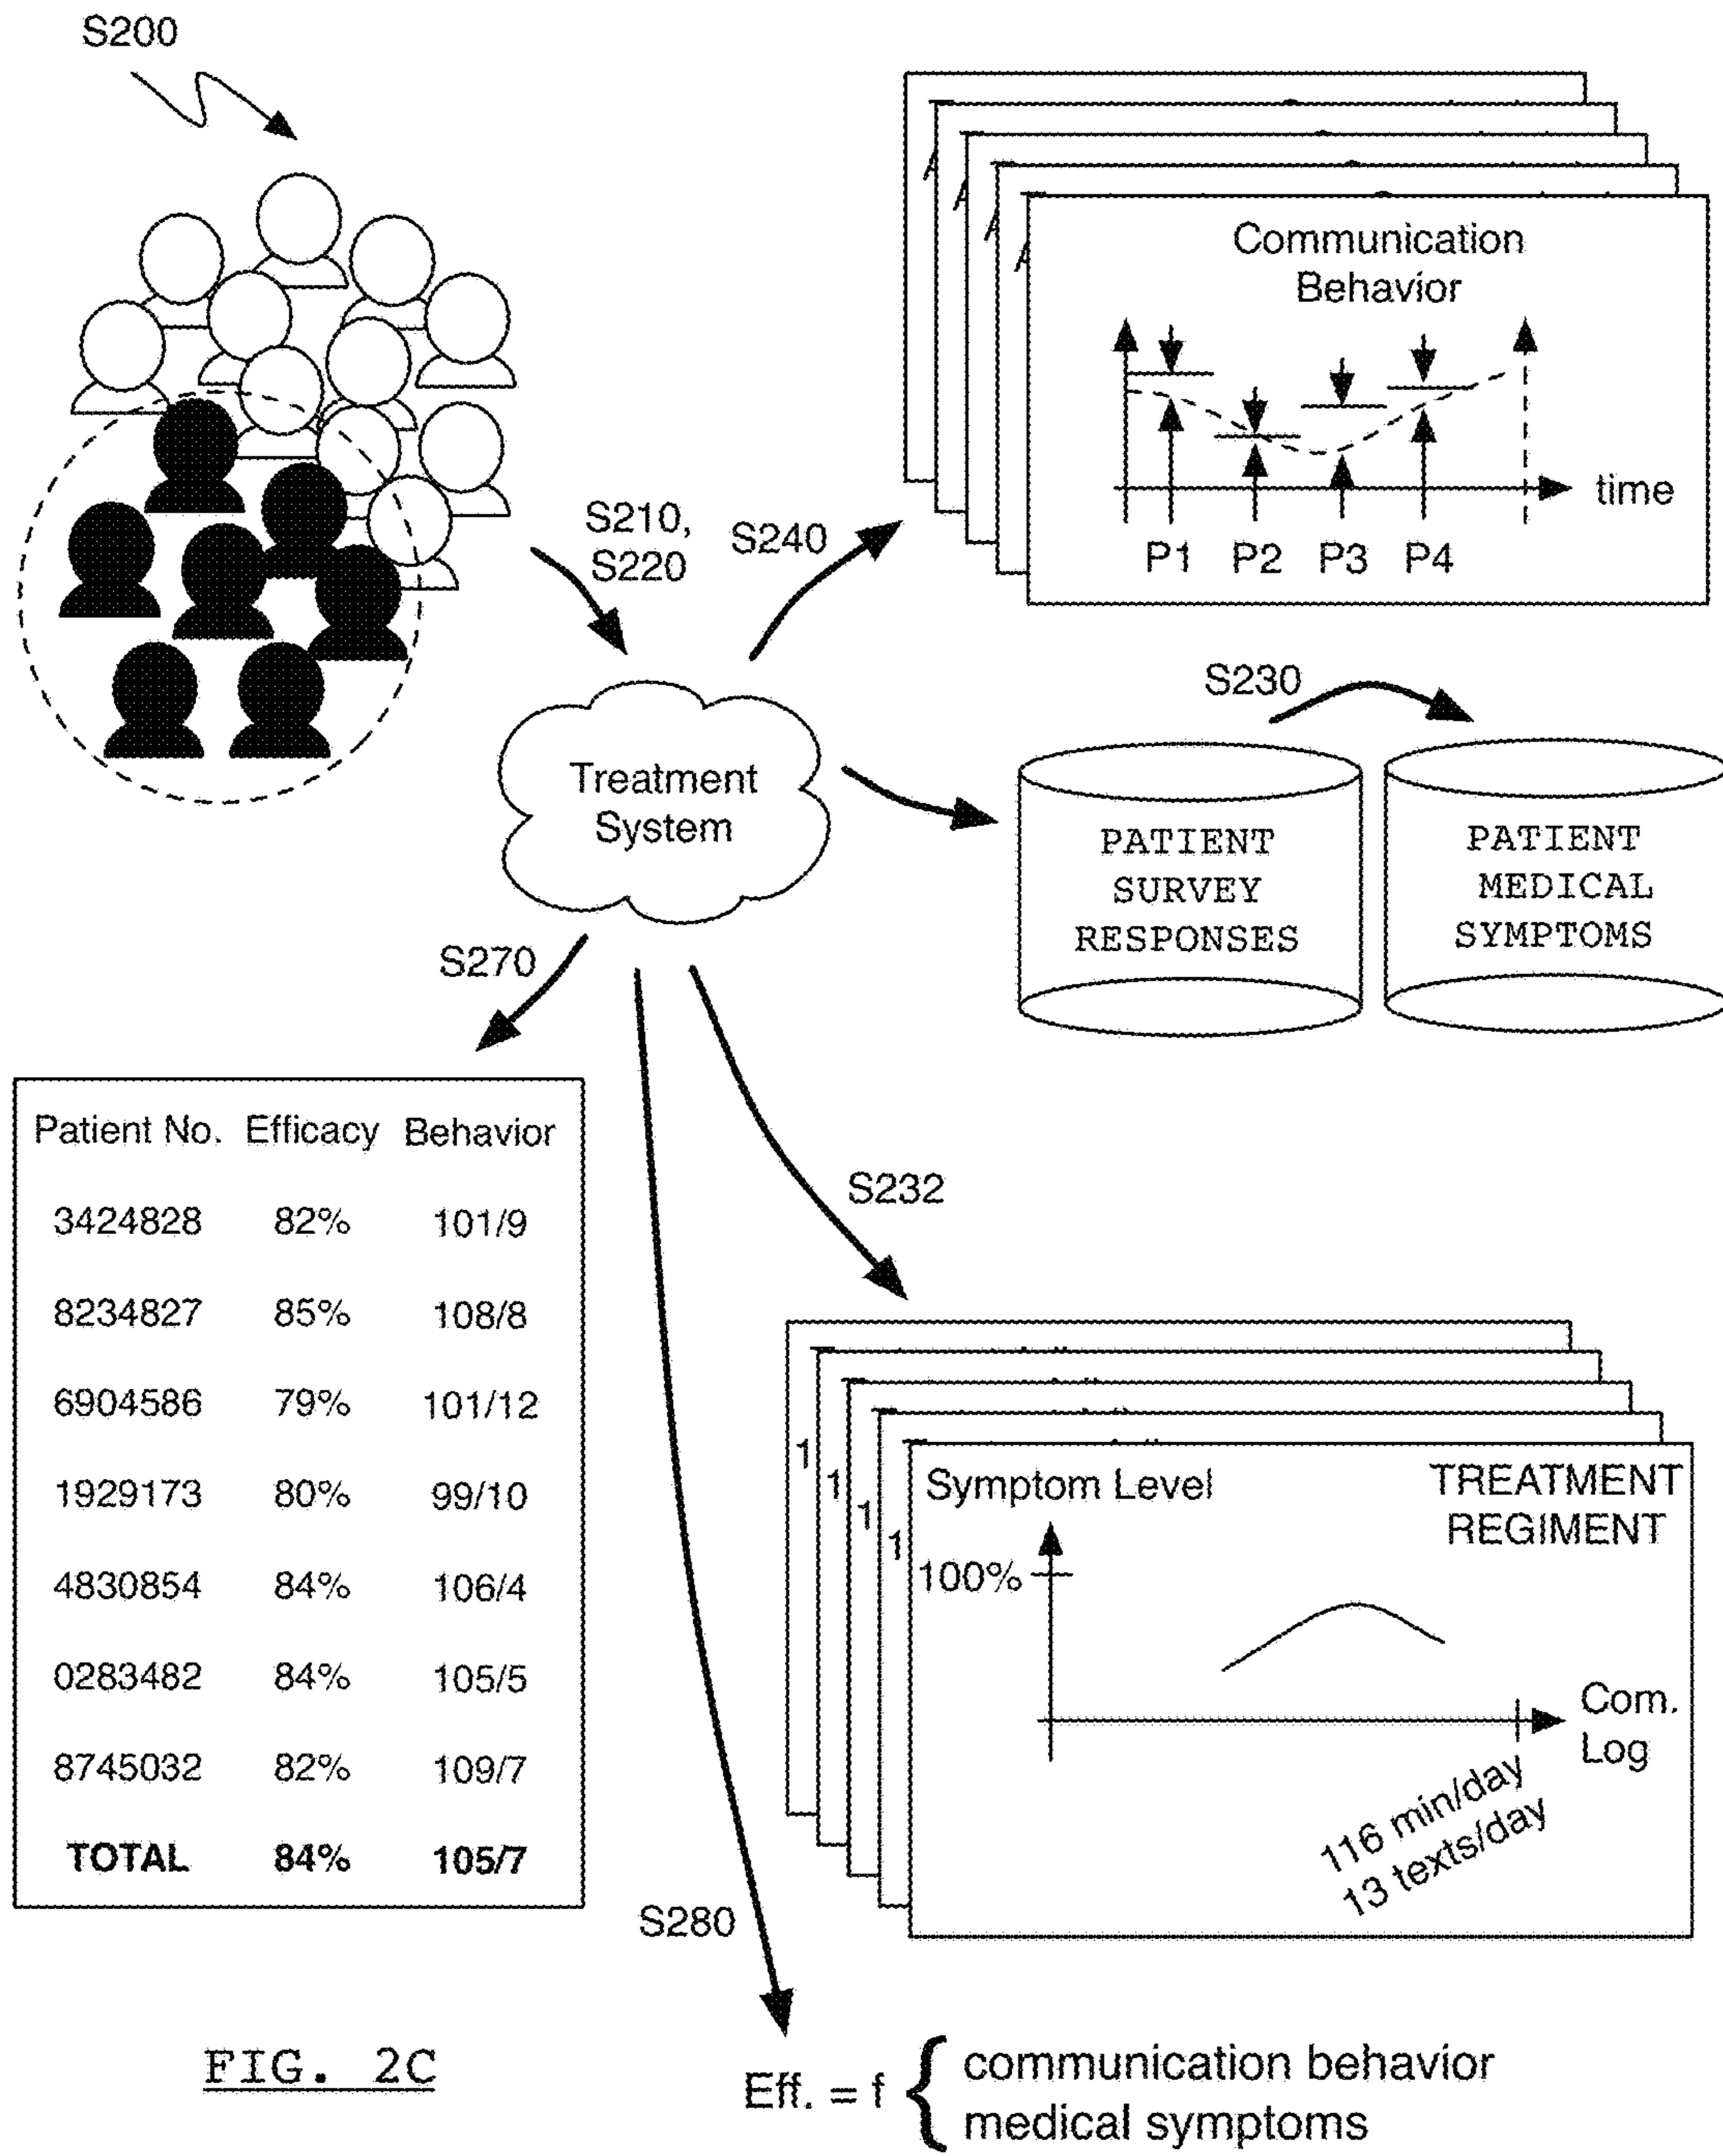 S200
Communication
Behavior
time
P1 P2 P3 P4
S210,
S220
S240
S230
Treatment
System
PATIENT
SURVEY
RESPONSES
PATIENT
MEDICAL
SYMPTOMS
S270
Patient No. Efficacy Behavior
3424828 82% 101/9
8234827 85% 108/8
6904586 79% 101/12
1929173 80% 99/10
4830854 84% 106/4
0283482 84% 105/5
8745032 82% 109/7
TOTAL 84% 105/7
S232
1
1
1
1
Symptom Level
TREATMENT
REGIMENT
100%
Com.
Log
116 min/day
13 texts/day
S280
Eff. = f { communication behavior
medical symptoms
FIG. 2C